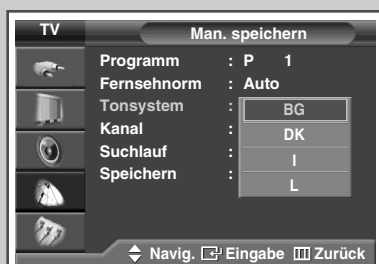 TV Man. speichern
Programm : P 1
Fernsehnorm : Auto
Tonsystem : BG
Kanal : DK
Suchlauf : I
Speichern : L
Navig. Eingabe Zurück